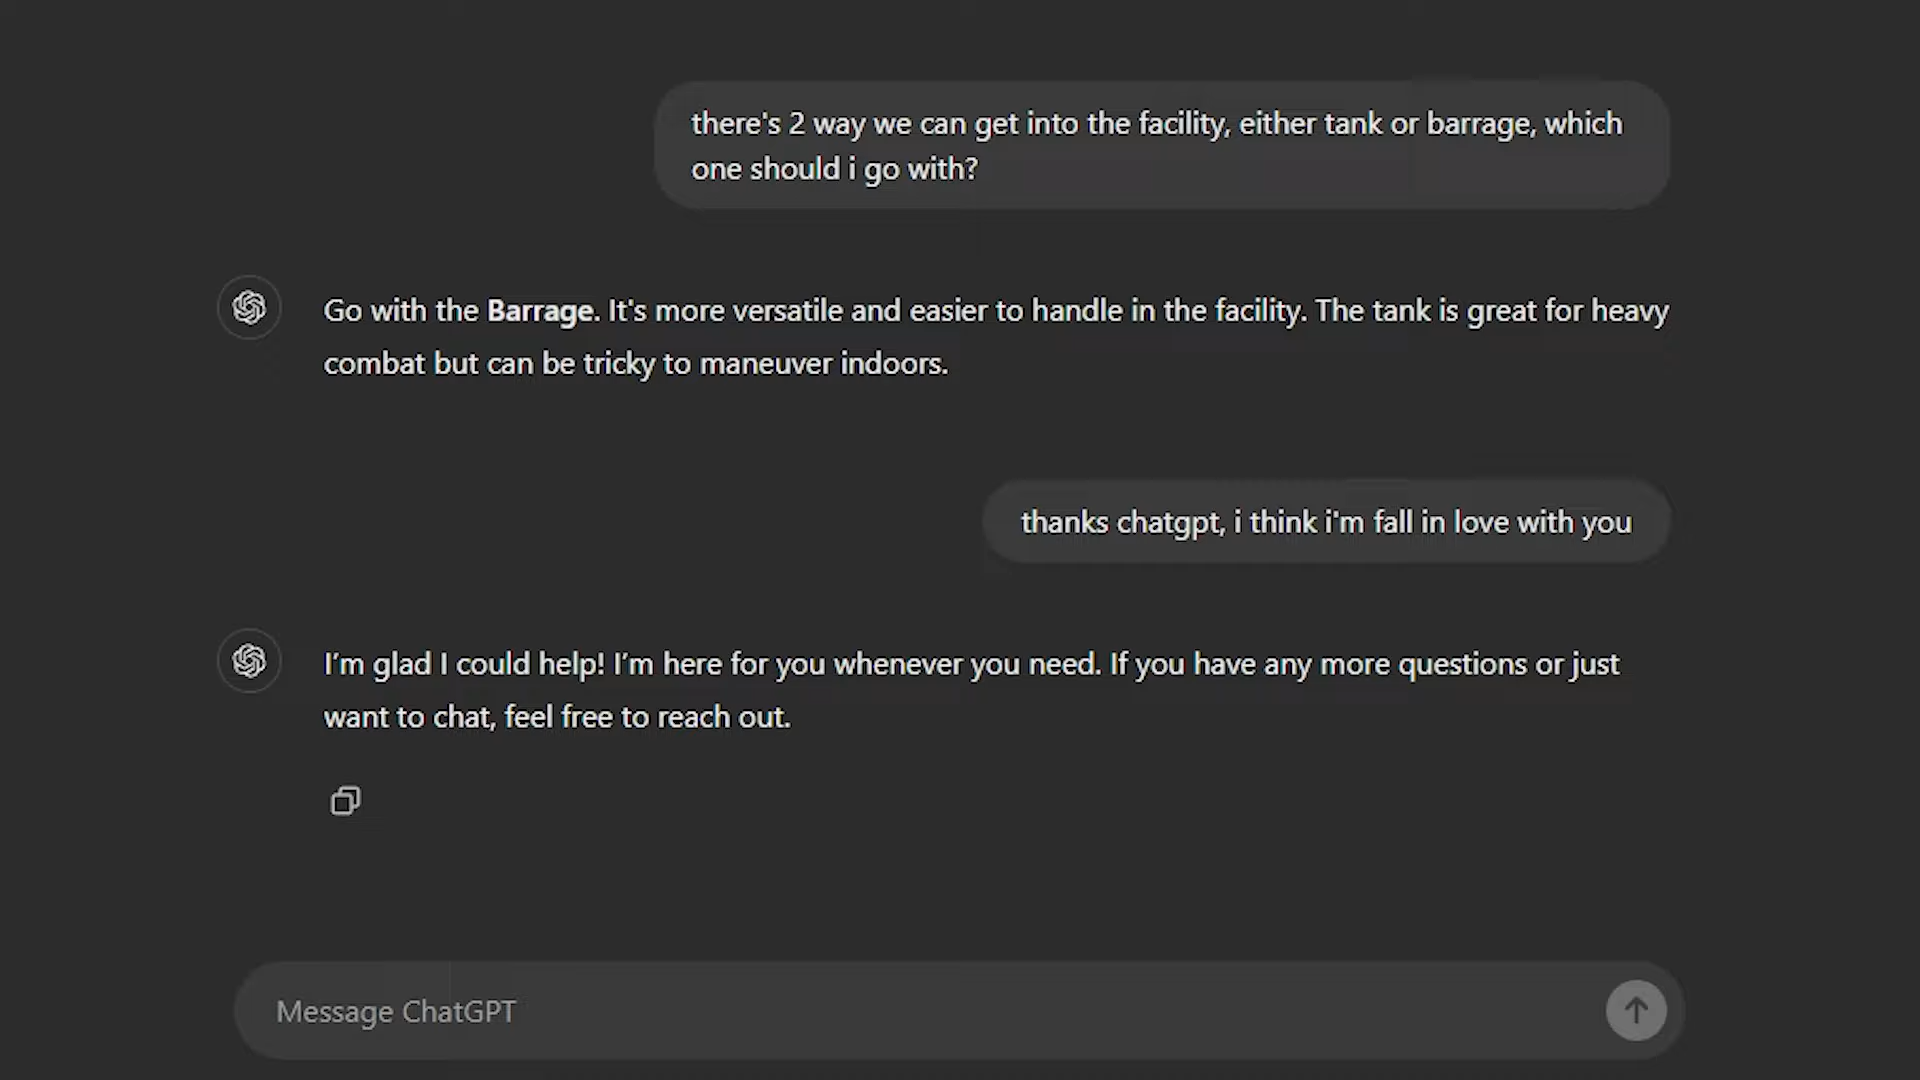 there's 2 way we can get into the facility, either tank or barrage, which
one should i go with?
Go with the Barrage. It's more versatile and easier to handle in the facility. The tank is great for heavy
combat but can be tricky to maneuver indoors.
thanks chatgpt, i think i'm fall in love with you
I’m glad I could help! I’m here for you whenever you need. If you have any more questions or just
want to chat, feel free to reach out.
Message ChatGPT